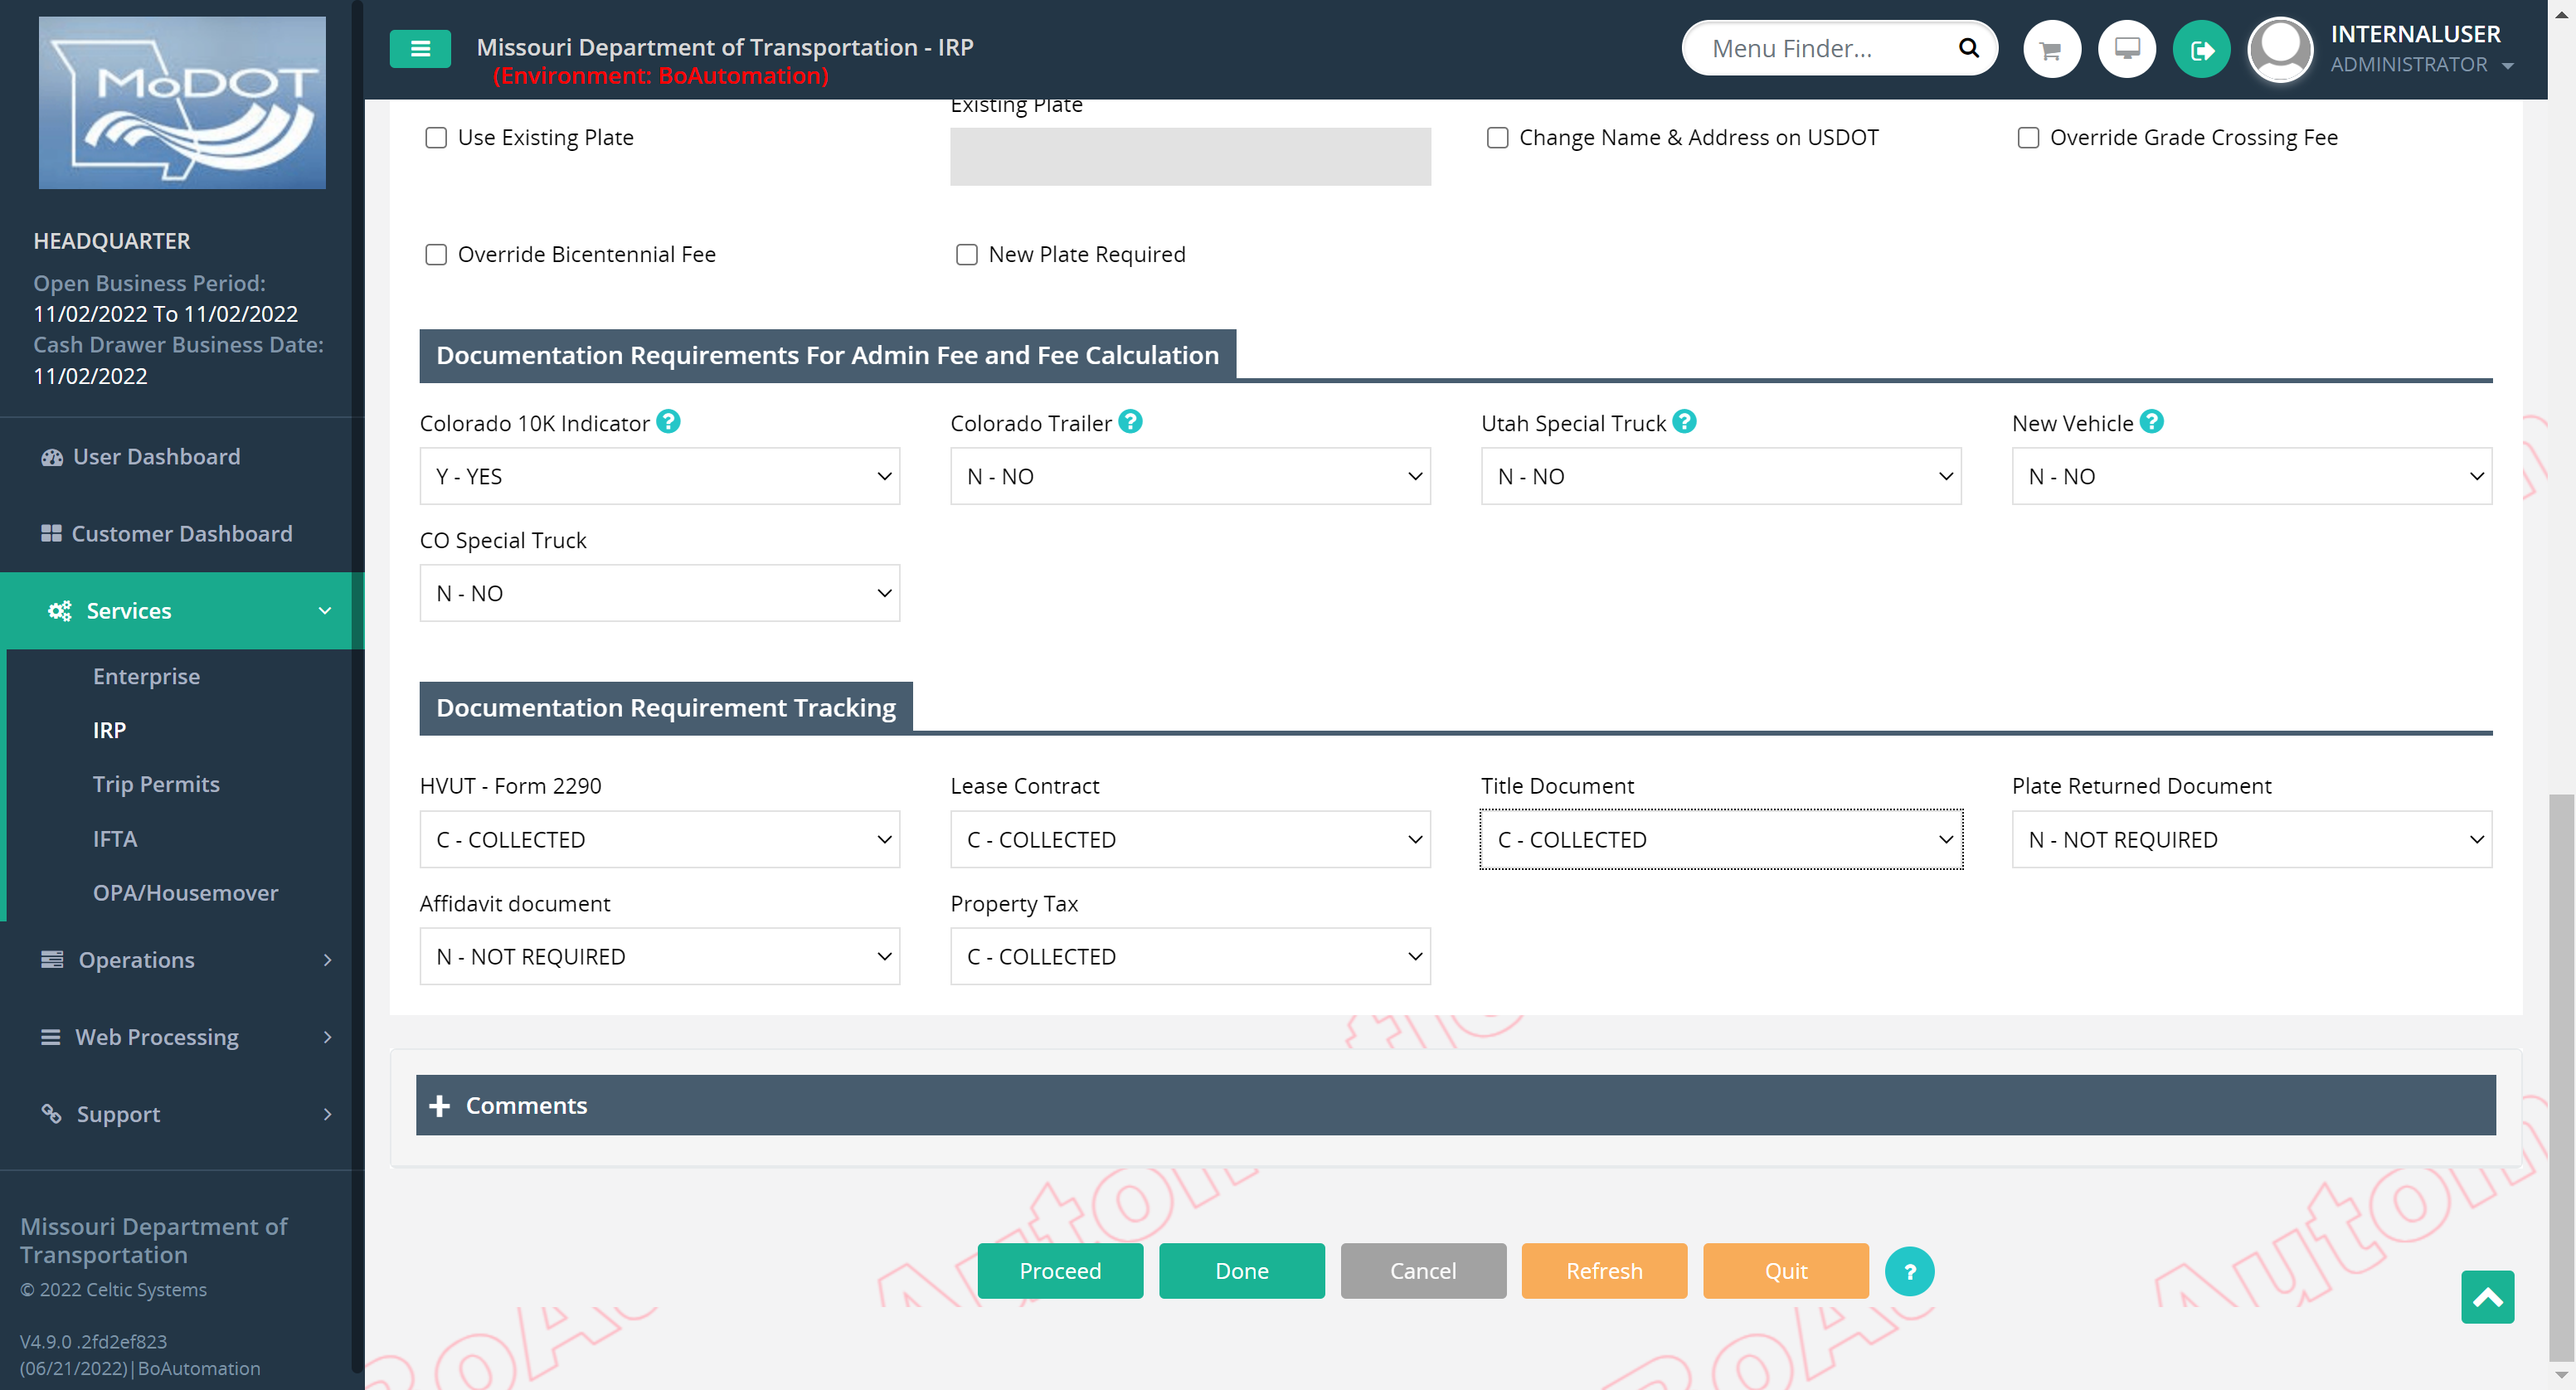 MoDOT
HEADQUARTER
Open Business Period:
11/02/2022 To 11/02/2022
Cash Drawer Business Date:
11/02/2022
User Dashboard
Customer Dashboard
Services
Enterprise
IRP
Trip Permits
IFTA
OPA/Housemover
Operations
Web Processing
Support
Missouri Department of
Transportation
© 2022 Celtic Systems
V4.9.0 .2fd2ef823
(06/21/2022)|BoAutomation
Missouri Department of Transportation - IRP
(Environment: BoAutomation)
Menu Finder...
INTERNALUSER
ADMINISTRATOR
Existing Plate
Use Existing Plate
Change Name & Address on USDOT
Override Grade Crossing Fee
Override Bicentennial Fee
New Plate Required
Documentation Requirements For Admin Fee and Fee Calculation
Colorado 10K Indicator ?
Colorado Trailer ?
Utah Special Truck ?
New Vehicle ?
Y - YES
N - NO
N - NO
N - NO
CO Special Truck
N - NO
Documentation Requirement Tracking
HVUT - Form 2290
Lease Contract
Title Document
Plate Returned Document
C - COLLECTED
C - COLLECTED
C - COLLECTED
N - NOT REQUIRED
Affidavit document
Property Tax
N - NOT REQUIRED
C - COLLECTED
Comments
Proceed
Done
Cancel
Refresh
Quit
?